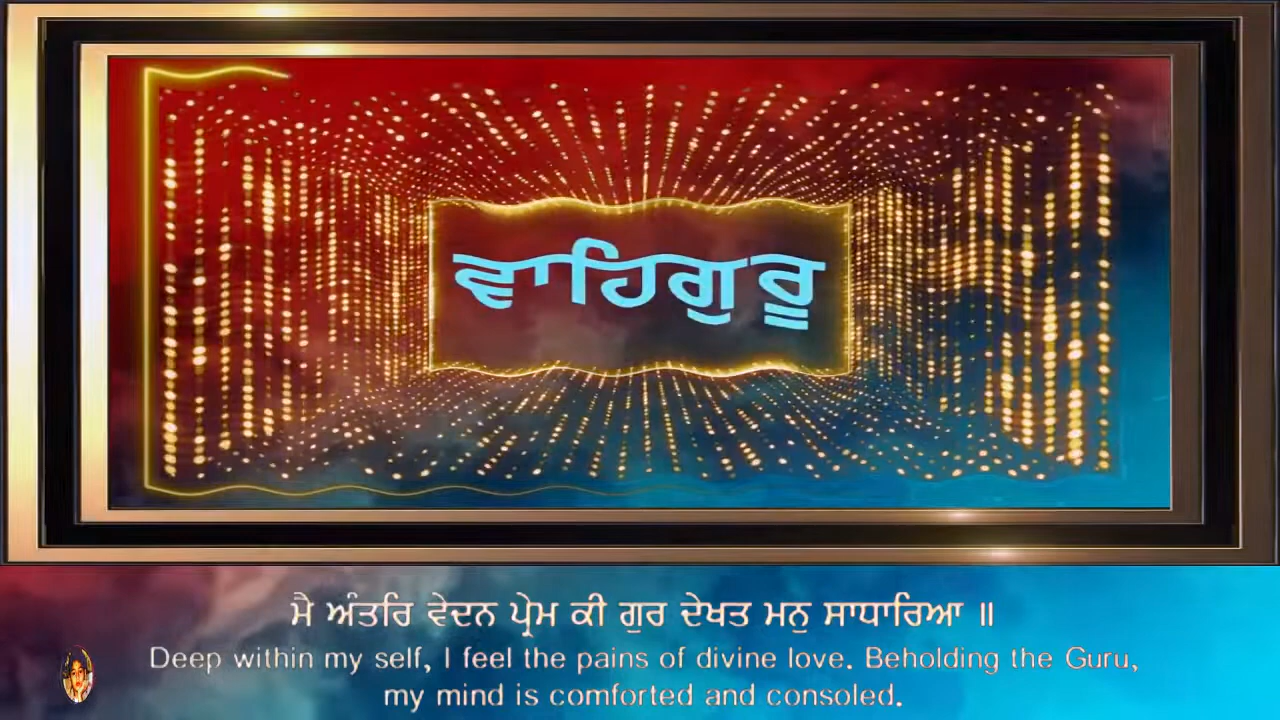 ਵਾਹਿਗੁਰੂ
ਮੈ ਅੰਤਰਿ ਵੇਦਨ ਪ੍ਰੇਮ ਕੀ ਗੁਰ ਦੇਖਤ ਮਨੁ ਸਾਧਾਰਿਆ ॥
Deep within my self, I feel the pains of divine love. Beholding the Guru,
my mind is comforted and consoled.